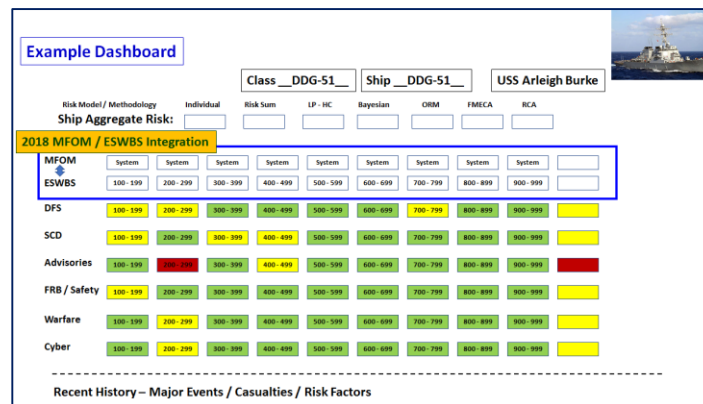 Example Dashboard
Class __DDG-51__ Ship __DDG-51__ USS Arleigh Burke
Risk Model / Methodology Individual Risk Sum LP - HC Bayesian ORM FMECA RCA
Ship Aggregate Risk:
2018 MFOM / ESWBS Integration
MFOM System System System System System System System System System
ESWBS 100 - 199 200 - 299 300 - 399 400 - 499 500 - 599 600 - 699 700 - 799 800 - 899 900 - 999
DFS 100 - 199 200 - 299 300 - 399 400 - 499 500 - 599 600 - 699 700 - 799 800 - 899 900 - 999
SCD 100 - 199 200 - 299 300 - 399 400 - 499 500 - 599 600 - 699 700 - 799 800 - 899 900 - 999
Advisories 100 - 199 200 - 299 300 - 399 400 - 499 500 - 599 600 - 699 700 - 799 800 - 899 900 - 999
FRB / Safety 100 - 199 200 - 299 300 - 399 400 - 499 500 - 599 600 - 699 700 - 799 800 - 899 900 - 999
Warfare 100 - 199 200 - 299 300 - 399 400 - 499 500 - 599 600 - 699 700 - 799 800 - 899 900 - 999
Cyber 100 - 199 200 - 299 300 - 399 400 - 499 500 - 599 600 - 699 700 - 799 800 - 899 900 - 999
Recent History – Major Events / Casualties / Risk Factors